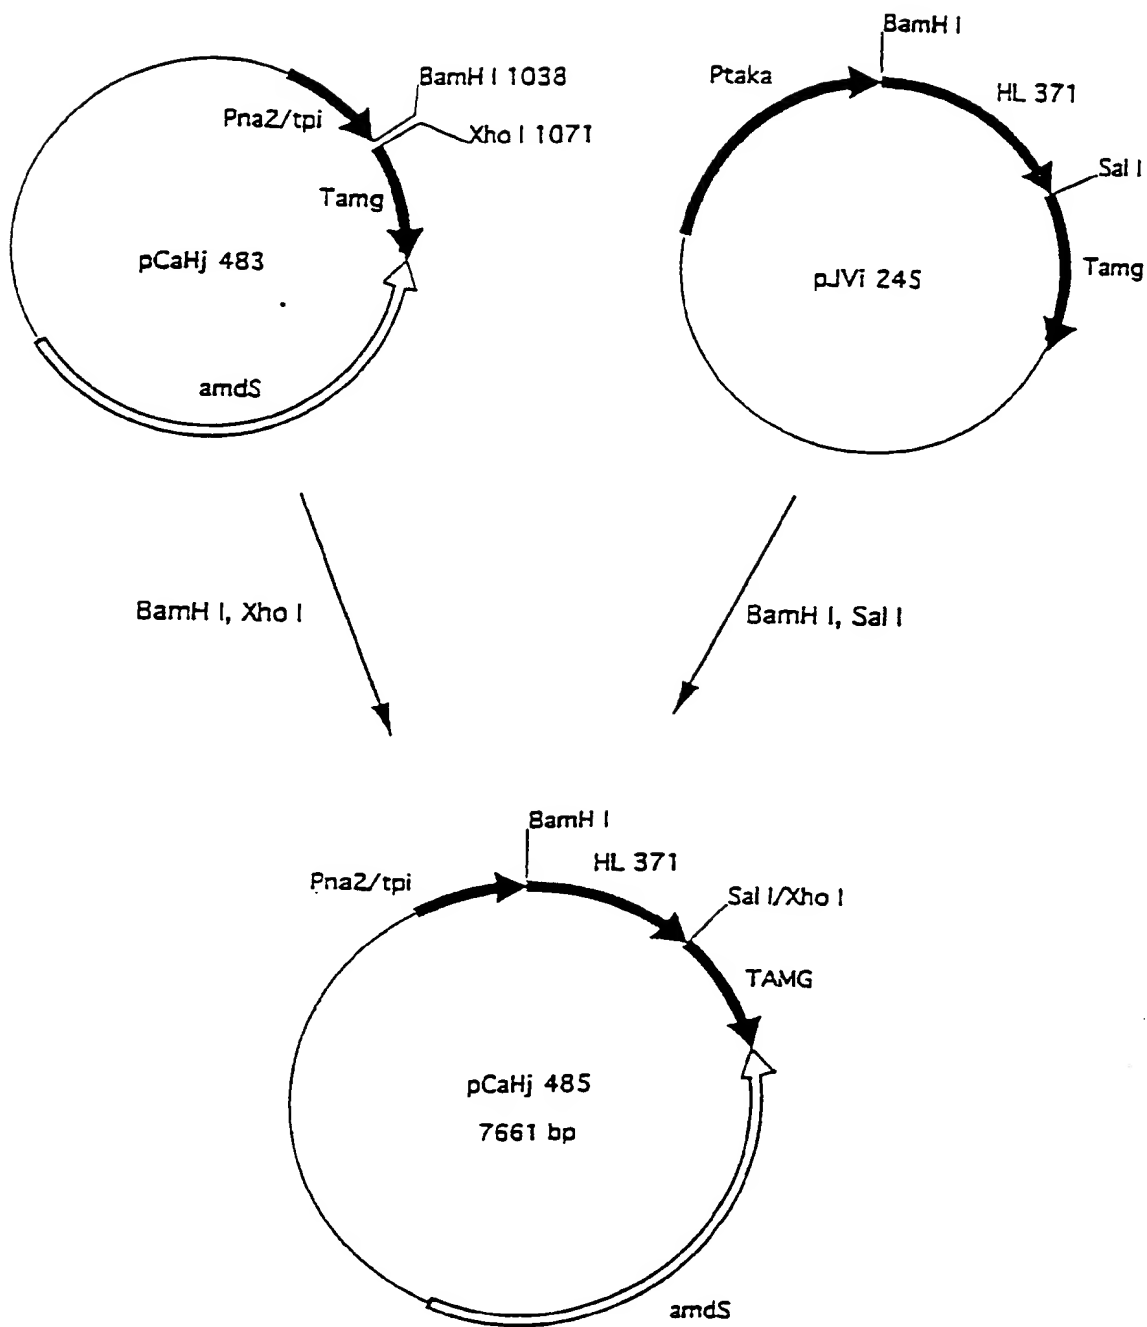 BamH I 1038
Pna2/tpi
Xho I 1071
Tamg
pCaHj 483
amdS
BamH I
Ptaka
HL 371
Sal I
Tamg
pJVi 245
BamH I, Xho I
BamH I, Sal I
BamH I
HL 371
Pna2/tpi
Sal I/Xho I
TAMG
pCaHj 485
7661 bp
amdS